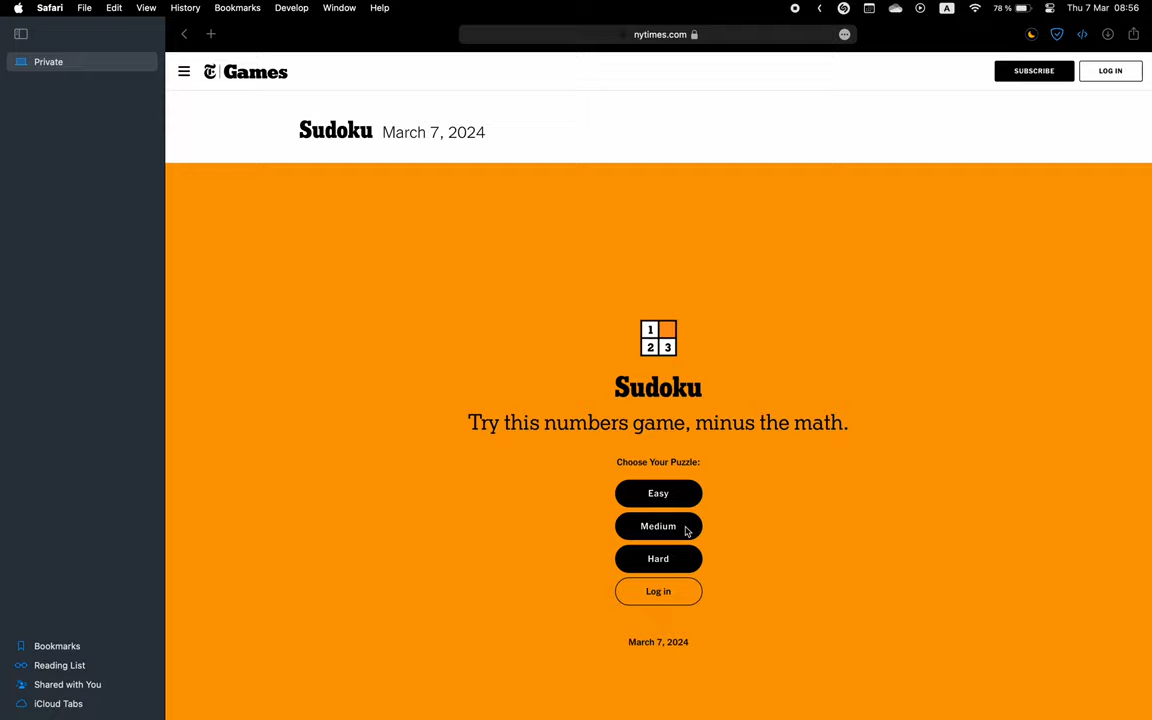 Safari File Edit View History Bookmarks Develop Window Help A 78 % Thu 7 Mar 08:56
nytimes.com
Private
T Games SUBSCRIBE LOG IN
Sudoku March 7, 2024
1
2 3
Sudoku
Try this numbers game, minus the math.
Choose Your Puzzle:
Easy
Medium
Hard
Log in
March 7, 2024
Bookmarks
Reading List
Shared with You
iCloud Tabs